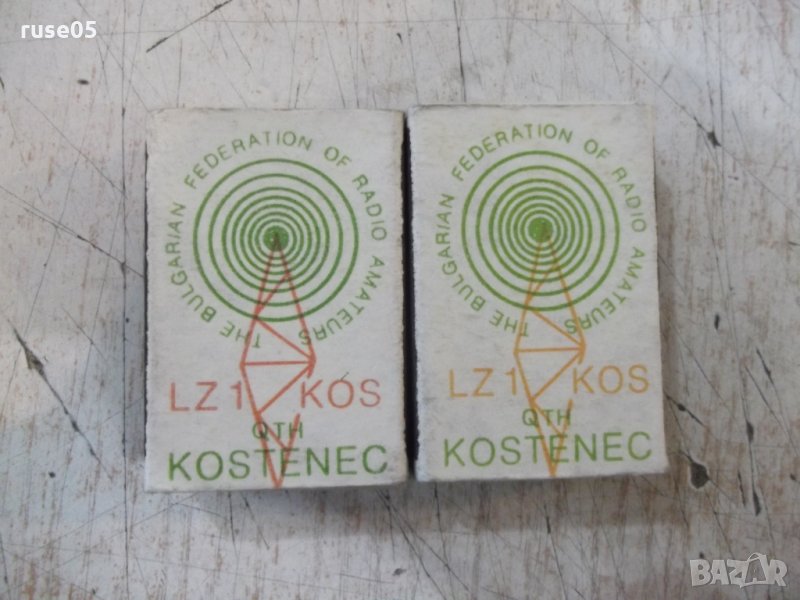 ruse05
THE BULGARIAN FEDERATION OF RADIO AMATEURS
LZ1 KOS
QTH
KOSTENEC
THE BULGARIAN FEDERATION OF RADIO AMATEURS
LZ1 KOS
QTH
KOSTENEC
BAZAR